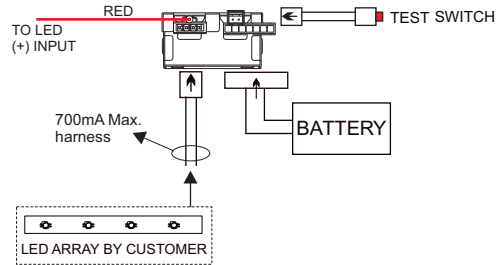 RED
TO LED
(+) INPUT
TEST SWITCH
700mA Max.
harness
BATTERY
LED ARRAY BY CUSTOMER